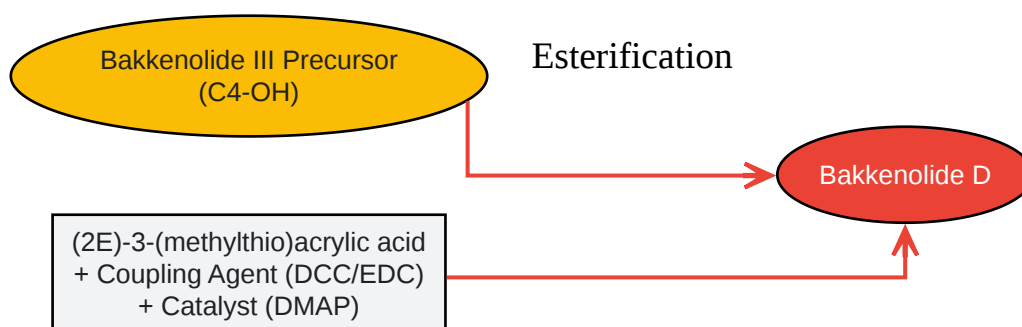 Bakkenolide III Precursor
(C4-OH)
Esterification
Bakkenolide D
(2E)-3-(methylthio)acrylic acid
+ Coupling Agent (DCC/EDC)
+ Catalyst (DMAP)